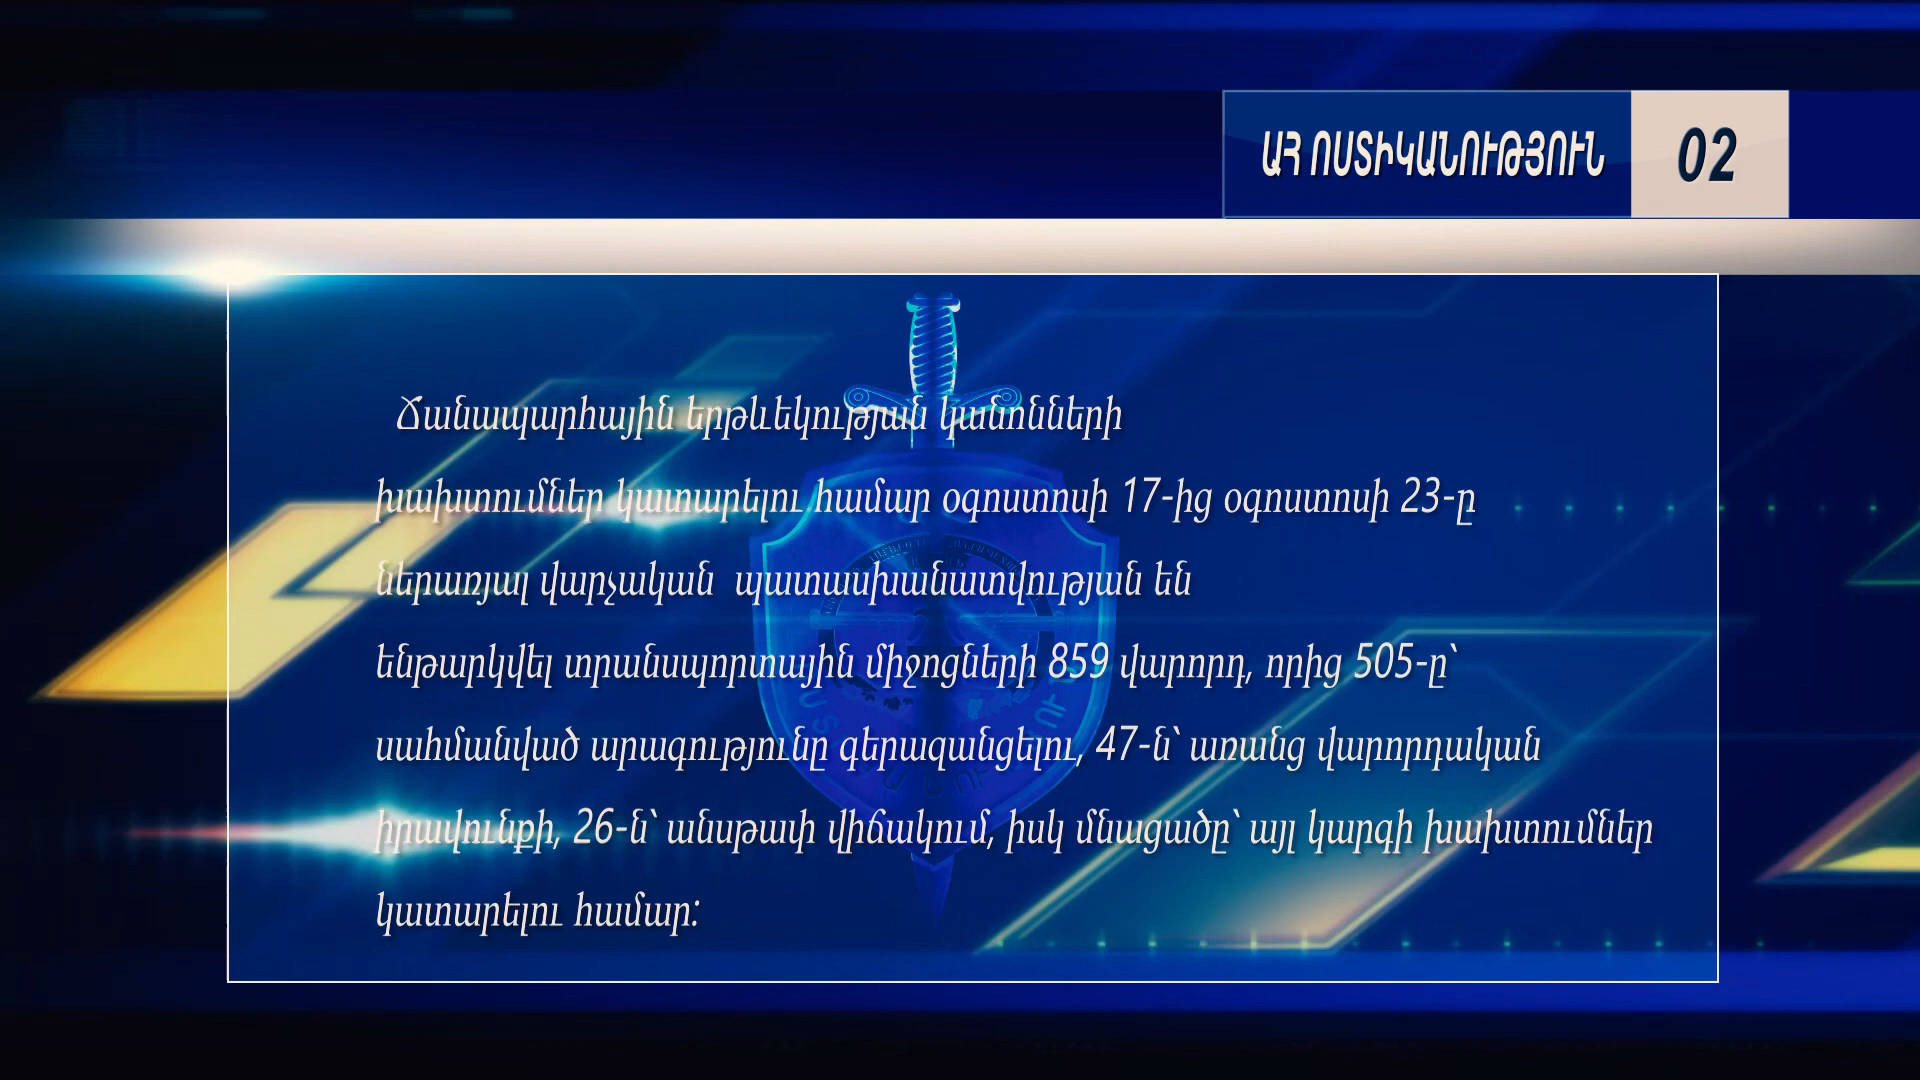 ԱՀ ՈՍՏԻԿԱՆՈՒԹՅՈՒՆ 02
Ճանապարհային երթևեկության կանոնների
խախտումներ կատարելու համար օգոստոսի 17-ից օգոստոսի 23-ը
ներառյալ վարչական պատասխանատվության են
ենթարկվել տրանսպորտային միջոցների 859 վարորդ, որից 505-ը՝
սահմանված արագությունը գերազանցելու, 47-ն՝ առանց վարորդական
իրավունքի, 26-ն՝ անսթափ վիճակում, իսկ մնացածը՝ այլ կարգի խախտումներ
կատարելու համար: